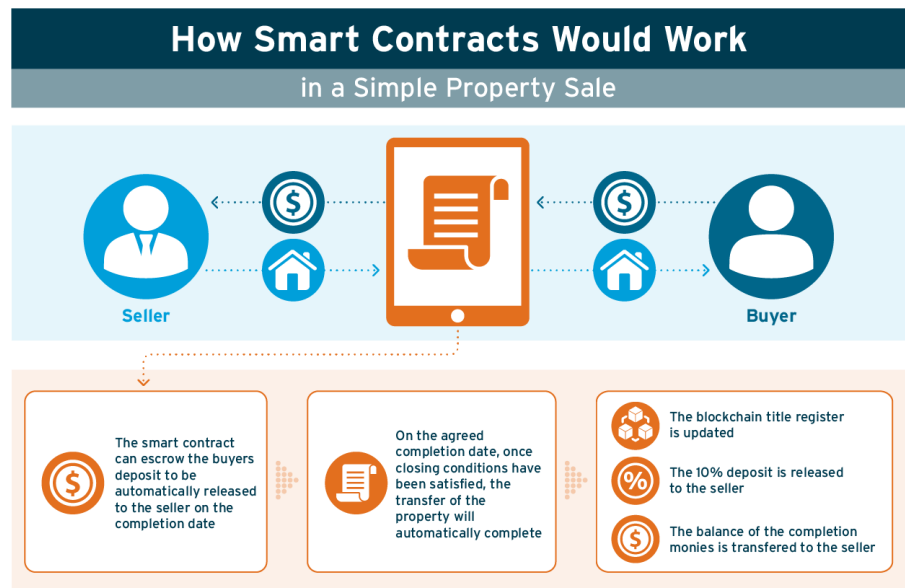 How Smart Contracts Would Work
in a Simple Property Sale
$
$
Seller
Buyer
$
The smart contract
can escrow the buyers
deposit to be
automatically released
to the seller on the
completion date
On the agreed
completion date, once
closing conditions have
been satisfied, the
transfer of the
property will
automatically complete
The blockchain title register
is updated
%
The 10% deposit is released
to the seller
$
The balance of the completion
monies is transfered to the seller